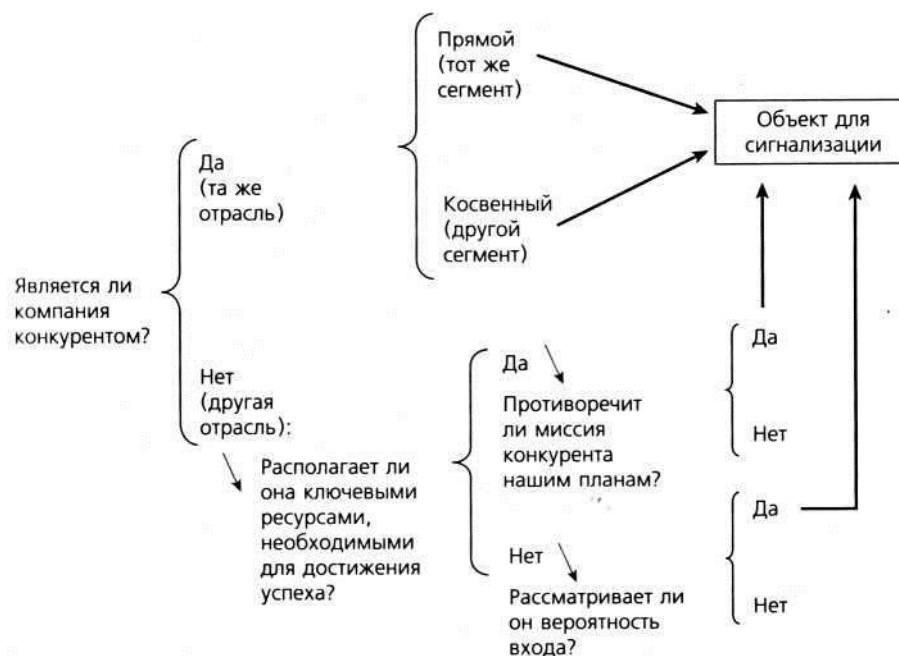 Прямой
(тот же
сегмент)
Объект для
сигнализации
Да
(та же
отрасль)
Косвенный
(другой
сегмент)
Является ли
компания
конкурентом?
Нет
(другая
отрасль):
Располагает ли
она ключевыми
ресурсами,
необходимыми
для достижения
успеха?
Да
Противоречит
ли миссия
конкурента
нашим планам?
Да
Нет
Нет
Рассматривает ли
он вероятность
входа?
Да
Нет